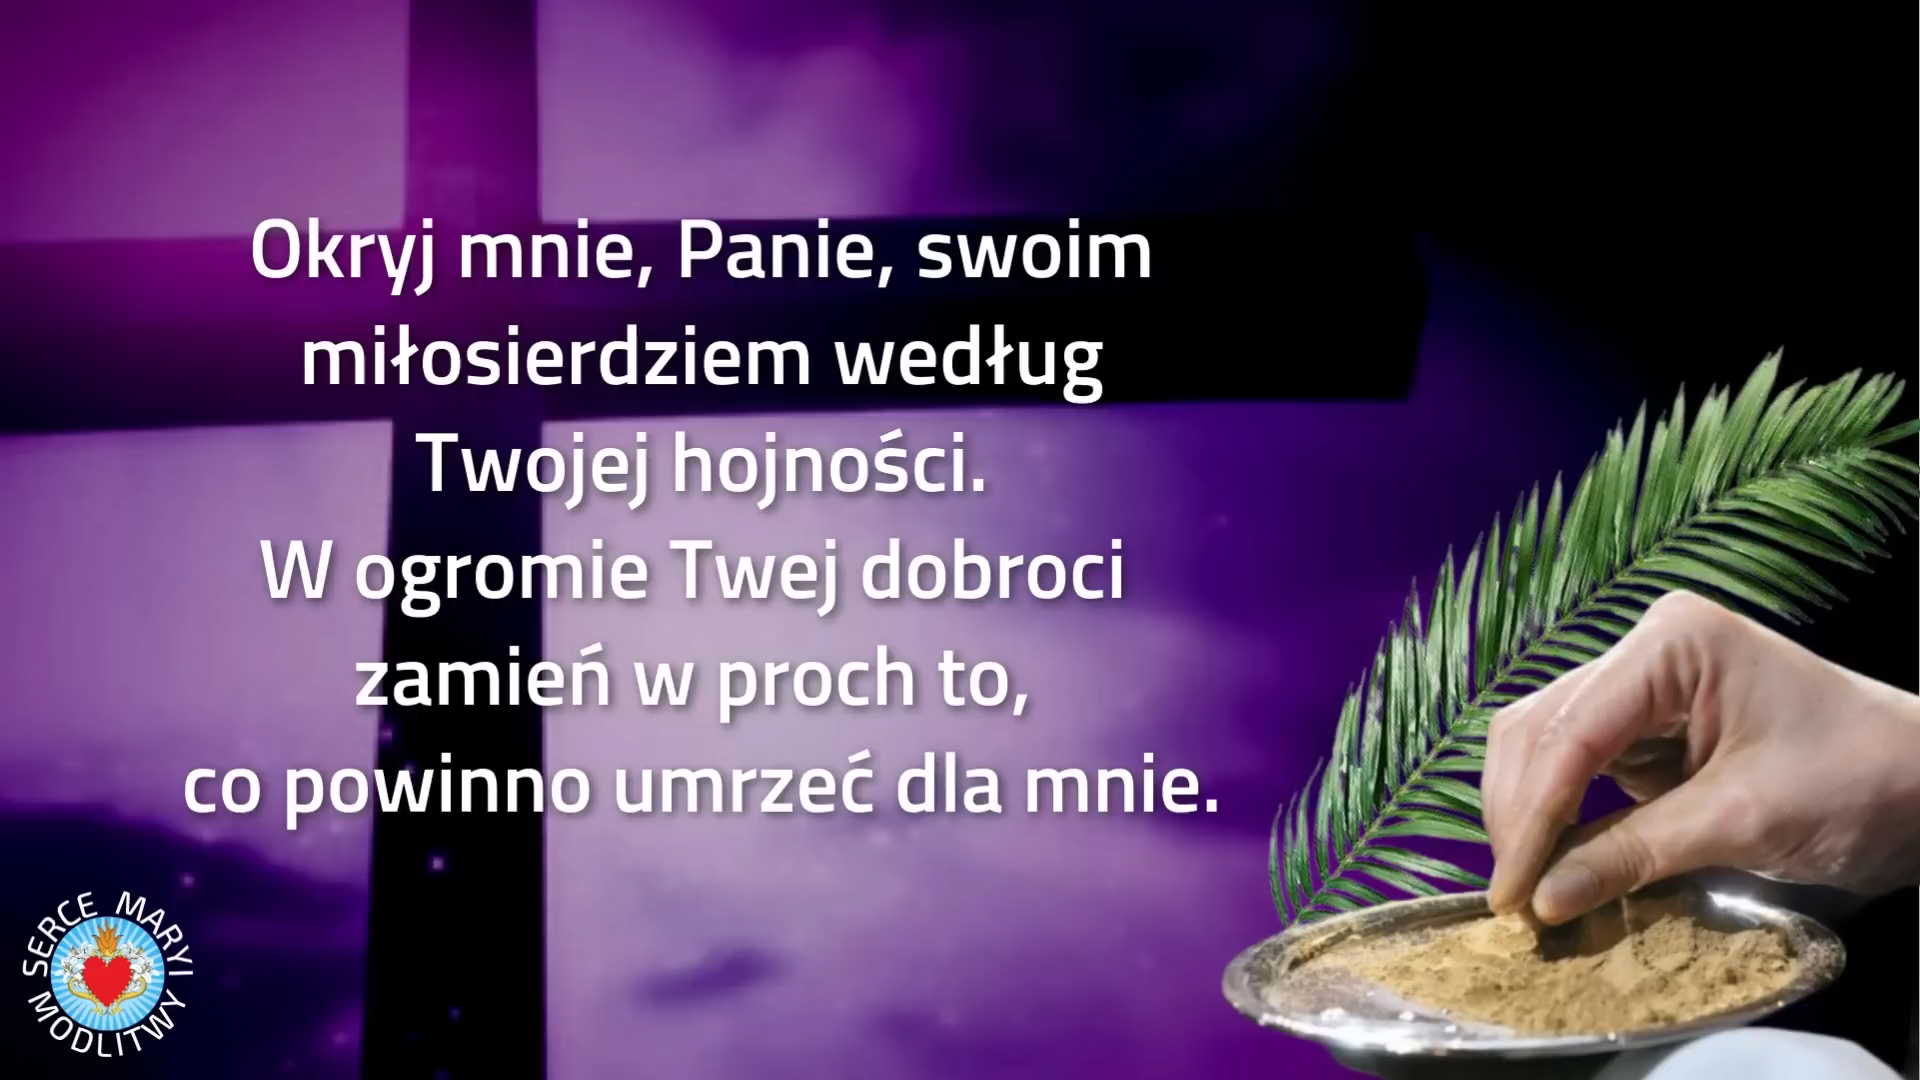 Okryj mnie, Panie, swoim
miłosierdziem według
Twojej hojności.
W ogromie Twej dobroci
zamień w proch to,
co powinno umrzeć dla mnie.
SERCE MARYI
MODLITWY